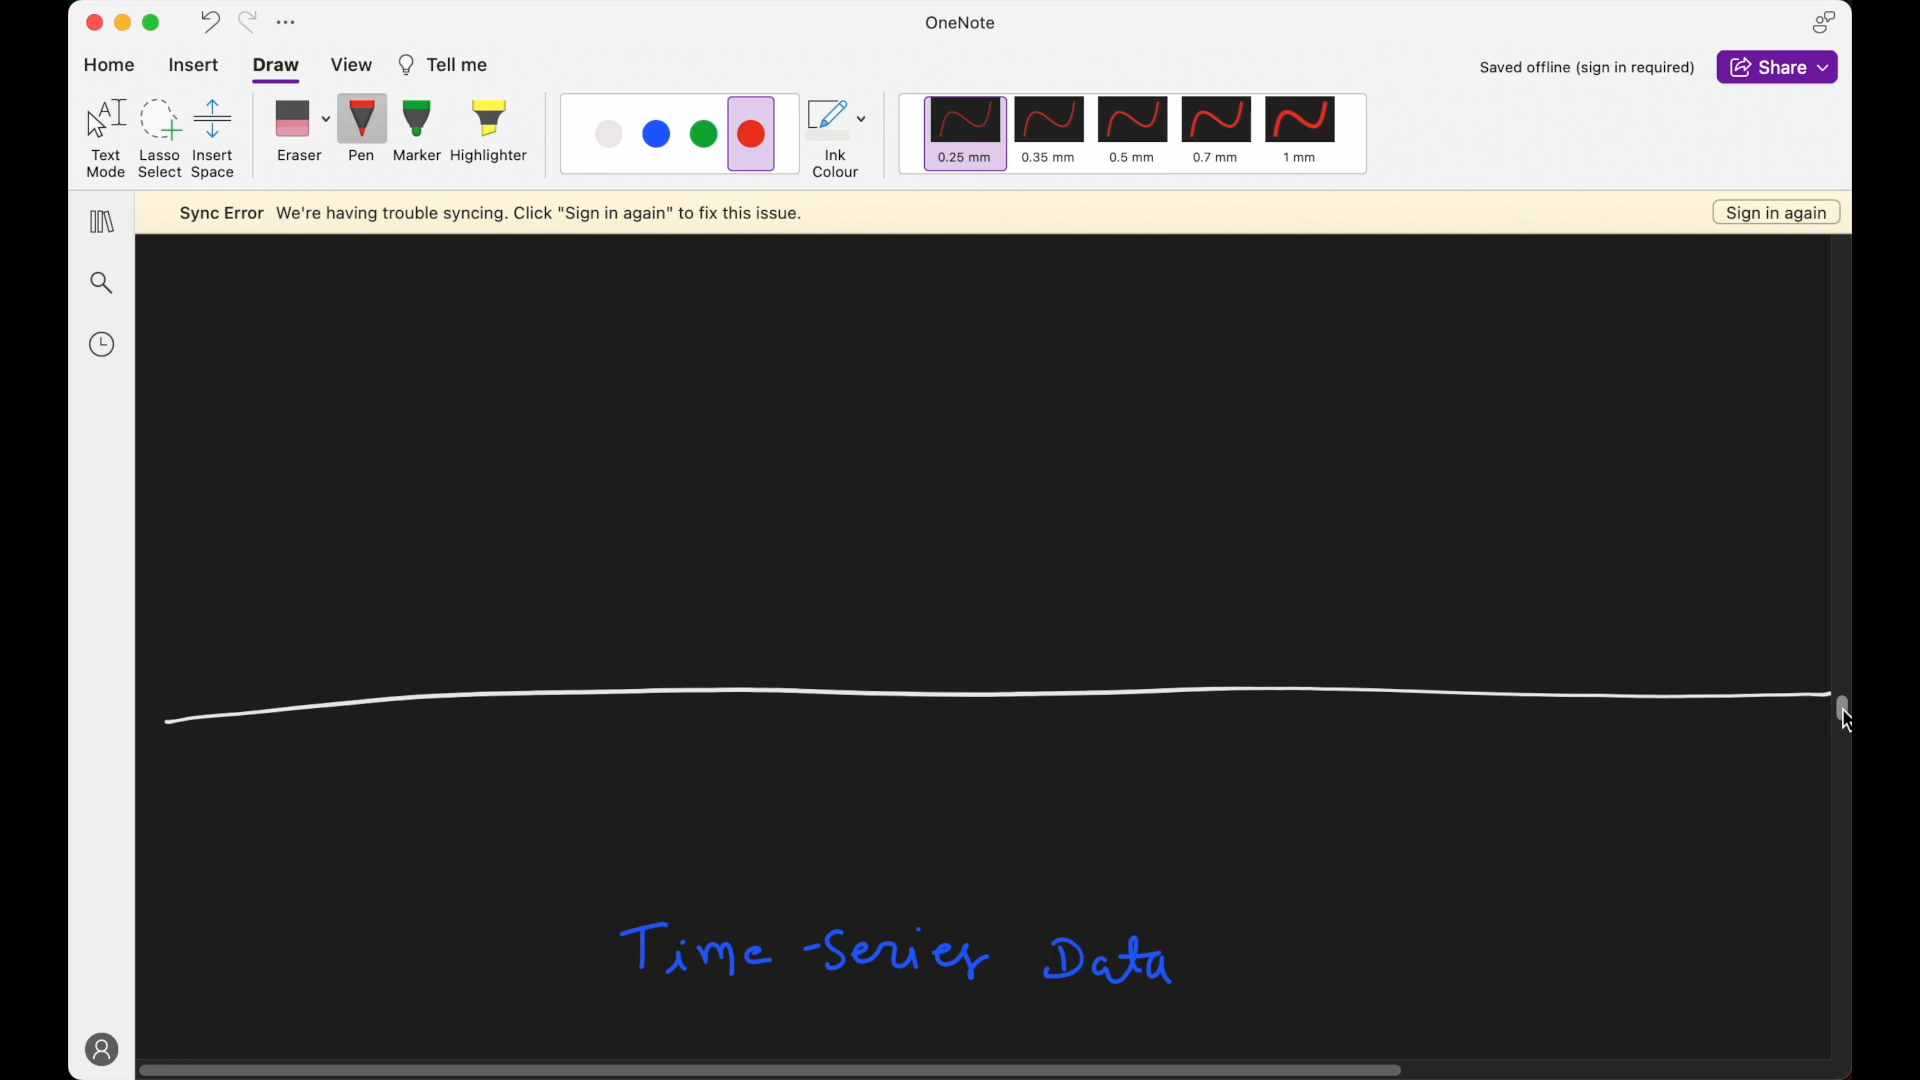 OneNote
Home Insert Draw View Tell me
Saved offline (sign in required) Share
Text Mode
Lasso Select
Insert Space
Eraser Pen Marker Highlighter
Ink Colour
0.25 mm 0.35 mm 0.5 mm 0.7 mm 1 mm
Sync Error We're having trouble syncing. Click "Sign in again" to fix this issue. Sign in again
Time-Series Data